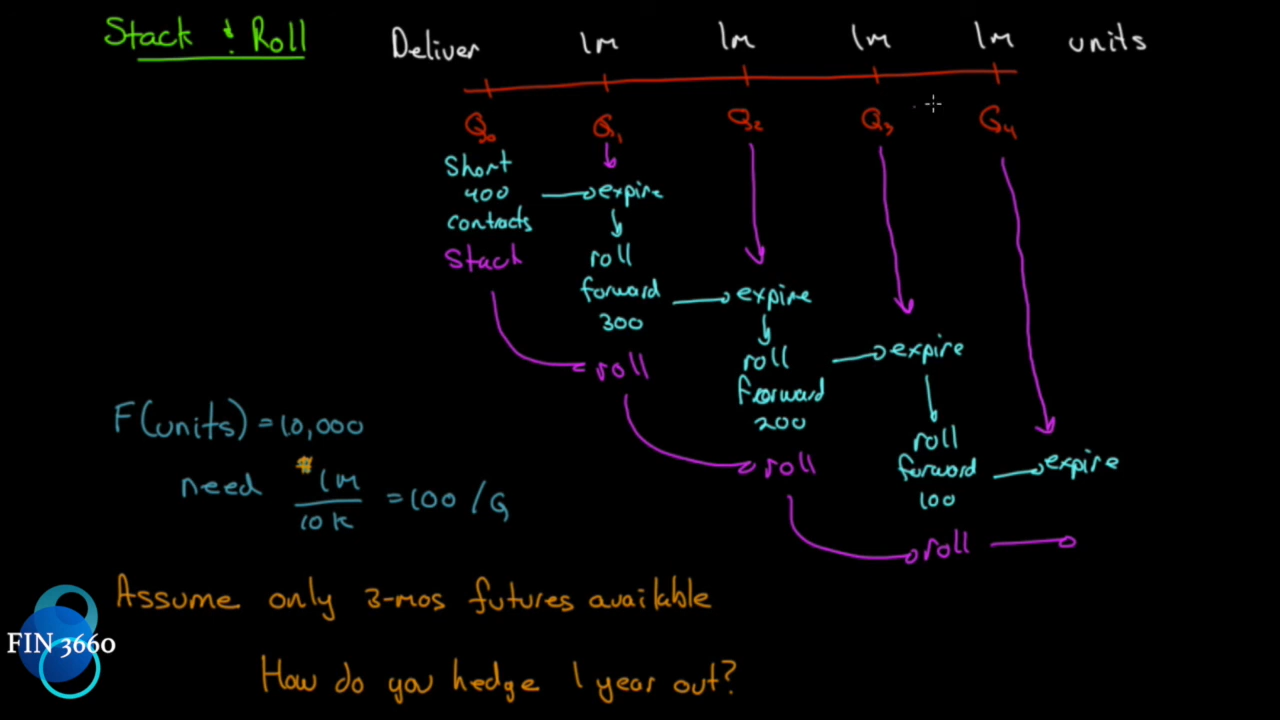 Stack & Roll
Deliver 1M 1M 1M 1M units
Q0 Q1 Q2 Q3 Q4
Short
400
contracts
Stack
expire
roll
forward
300
roll
expire
roll
forward
200
roll
expire
roll
forward
100
roll
expire
F(units) = 10,000
need $1M / 10K = 100 / Q
Assume only 3-mos futures available
How do you hedge 1 year out?
FIN 3660